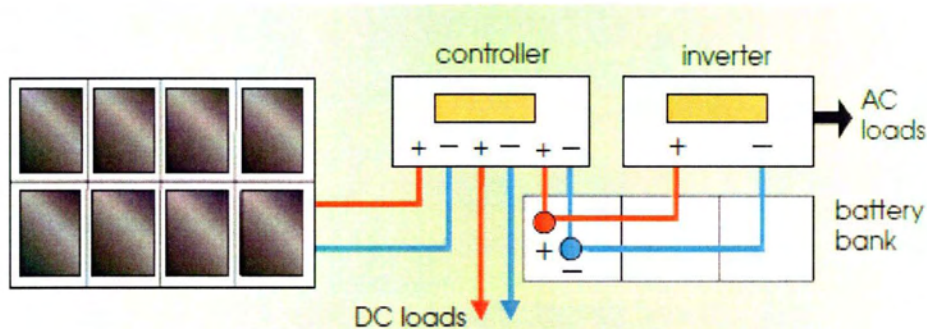 controller
inverter
+ − + − + −
+ −
AC
loads
battery
bank
+
−
DC loads